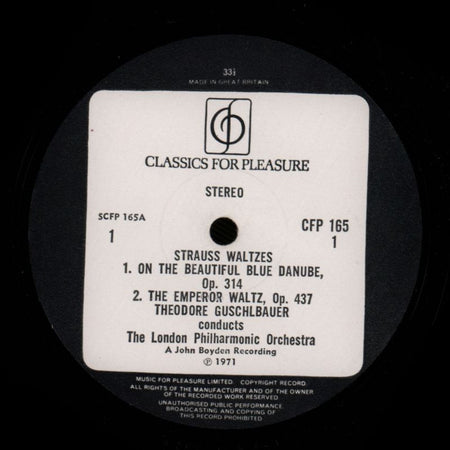 33⅓
MADE IN GREAT BRITAIN
CLASSICS FOR PLEASURE
STEREO
SCFP 165A
CFP 165
1
1
STRAUSS WALTZES
1. ON THE BEAUTIFUL BLUE DANUBE,
Op. 314
2. THE EMPEROR WALTZ, Op. 437
THEODORE GUSCHLBAUER
conducts
The London Philharmonic Orchestra
A John Boyden Recording
℗ 1971
MUSIC FOR PLEASURE LIMITED. COPYRIGHT RECORD.
ALL RIGHTS OF THE MANUFACTURER AND OF THE OWNER
OF THE RECORDED WORK RESERVED
UNAUTHORISED PUBLIC PERFORMANCE,
BROADCASTING AND COPYING OF
THIS RECORD PROHIBITED